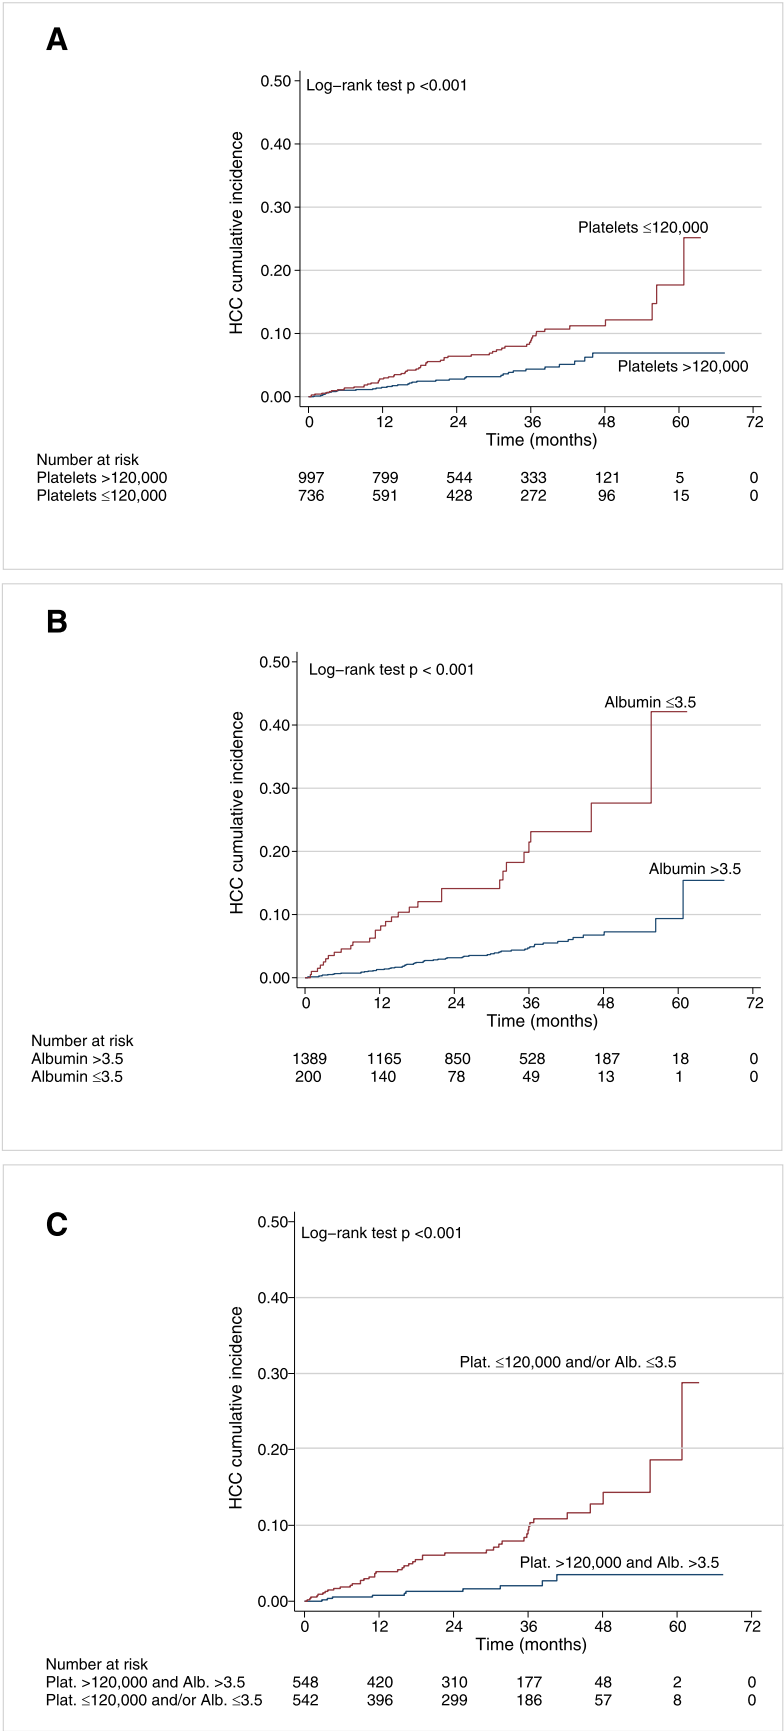 A
Log–rank test p <0.001
HCC cumulative incidence
0.50
0.40
0.30
0.20
0.10
0.00
Platelets ≤120,000
Platelets >120,000
0 12 24 36 48 60 72
Time (months)
Number at risk
Platelets >120,000 997 799 544 333 121 5 0
Platelets ≤120,000 736 591 428 272 96 15 0
B
Log–rank test p < 0.001
HCC cumulative incidence
0.50
0.40
0.30
0.20
0.10
0.00
Albumin ≤3.5
Albumin >3.5
0 12 24 36 48 60 72
Time (months)
Number at risk
Albumin >3.5 1389 1165 850 528 187 18 0
Albumin ≤3.5 200 140 78 49 13 1 0
C
Log–rank test p <0.001
HCC cumulative incidence
0.50
0.40
0.30
0.20
0.10
0.00
Plat. ≤120,000 and/or Alb. ≤3.5
Plat. >120,000 and Alb. >3.5
0 12 24 36 48 60 72
Time (months)
Number at risk
Plat. >120,000 and Alb. >3.5 548 420 310 177 48 2 0
Plat. ≤120,000 and/or Alb. ≤3.5 542 396 299 186 57 8 0